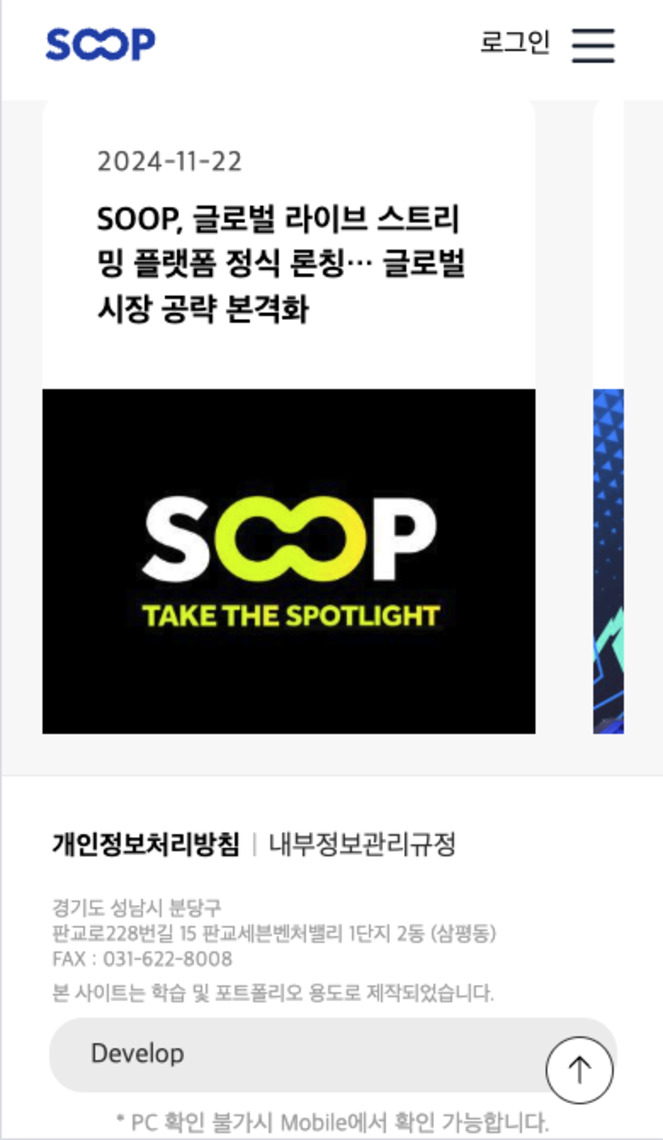 SOOP
로그인
2024-11-22
SOOP, 글로벌 라이브 스트리
밍 플랫폼 정식 론칭… 글로벌
시장 공략 본격화
SOOP
TAKE THE SPOTLIGHT
개인정보처리방침 | 내부정보관리규정
경기도 성남시 분당구
판교로228번길 15 판교세븐벤처밸리 1단지 2동 (삼평동)
FAX : 031-622-8008
본 사이트는 학습 및 포트폴리오 용도로 제작되었습니다.
Develop
* PC 확인 불가시 Mobile에서 확인 가능합니다.